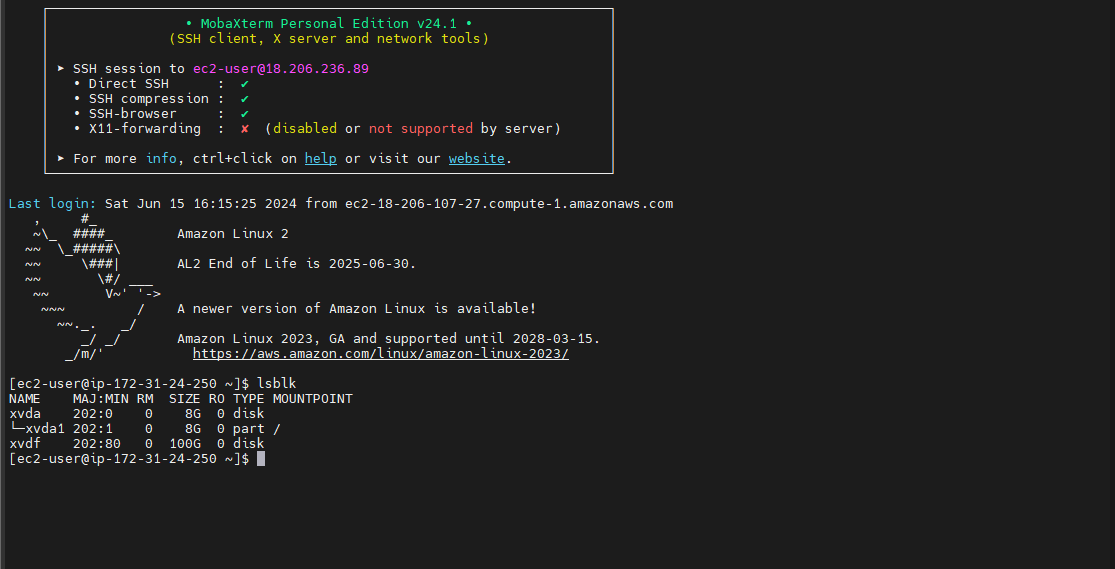 • MobaXterm Personal Edition v24.1 •
(SSH client, X server and network tools)
➤ SSH session to ec2-user@18.206.236.89
• Direct SSH      :  ✔
• SSH compression :  ✔
• SSH-browser     :  ✔
• X11-forwarding  :  ✘  (disabled or not supported by server)
➤ For more info, ctrl+click on help or visit our website.
Last login: Sat Jun 15 16:15:25 2024 from ec2-18-206-107-27.compute-1.amazonaws.com
   ,     #_
   ~\_  ####_        Amazon Linux 2
  ~~  \_#####\
  ~~     \###|       AL2 End of Life is 2025-06-30.
  ~~       \#/ ___
   ~~       V~' '->
    ~~~         /    A newer version of Amazon Linux is available!
      ~~._.   _/
         _/ _/       Amazon Linux 2023, GA and supported until 2028-03-15.
       _/m/'           https://aws.amazon.com/linux/amazon-linux-2023/
[ec2-user@ip-172-31-24-250 ~]$ lsblk
NAME    MAJ:MIN RM  SIZE RO TYPE MOUNTPOINT
xvda    202:0    0    8G  0 disk
└─xvda1 202:1    0    8G  0 part /
xvdf    202:80   0  100G  0 disk
[ec2-user@ip-172-31-24-250 ~]$